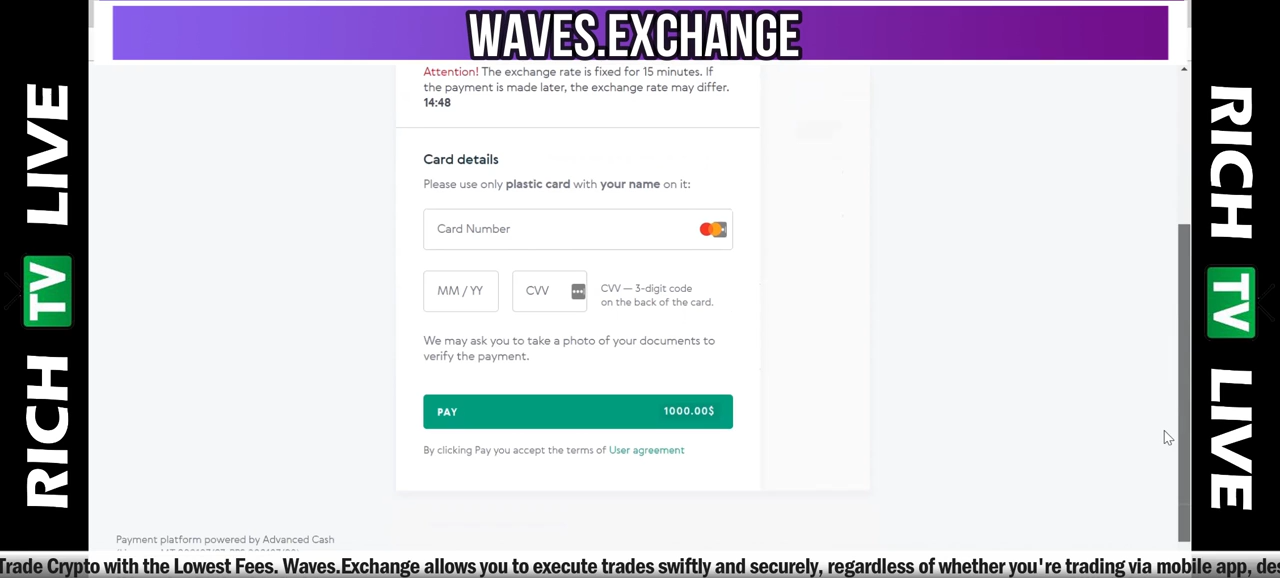 WAVES.EXCHANGE
Attention! The exchange rate is fixed for 15 minutes. If
the payment is made later, the exchange rate may differ.
14:48
Card details
Please use only plastic card with your name on it:
Card Number
MM / YY
CVV
CVV — 3-digit code
on the back of the card.
We may ask you to take a photo of your documents to
verify the payment.
PAY 1000.00$
By clicking Pay you accept the terms of User agreement
Payment platform powered by Advanced Cash
RICH TV LIVE
RICH TV LIVE
Trade Crypto with the Lowest Fees. Waves.Exchange allows you to execute trades swiftly and securely, regardless of whether you're trading via mobile app, des